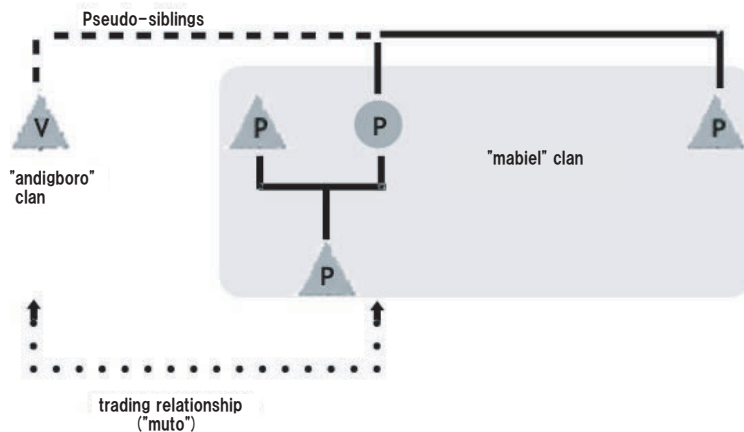 Pseudo-siblings
V
P
P
P
"mabiel" clan
"andigboro"
clan
P
trading relationship
("muto")